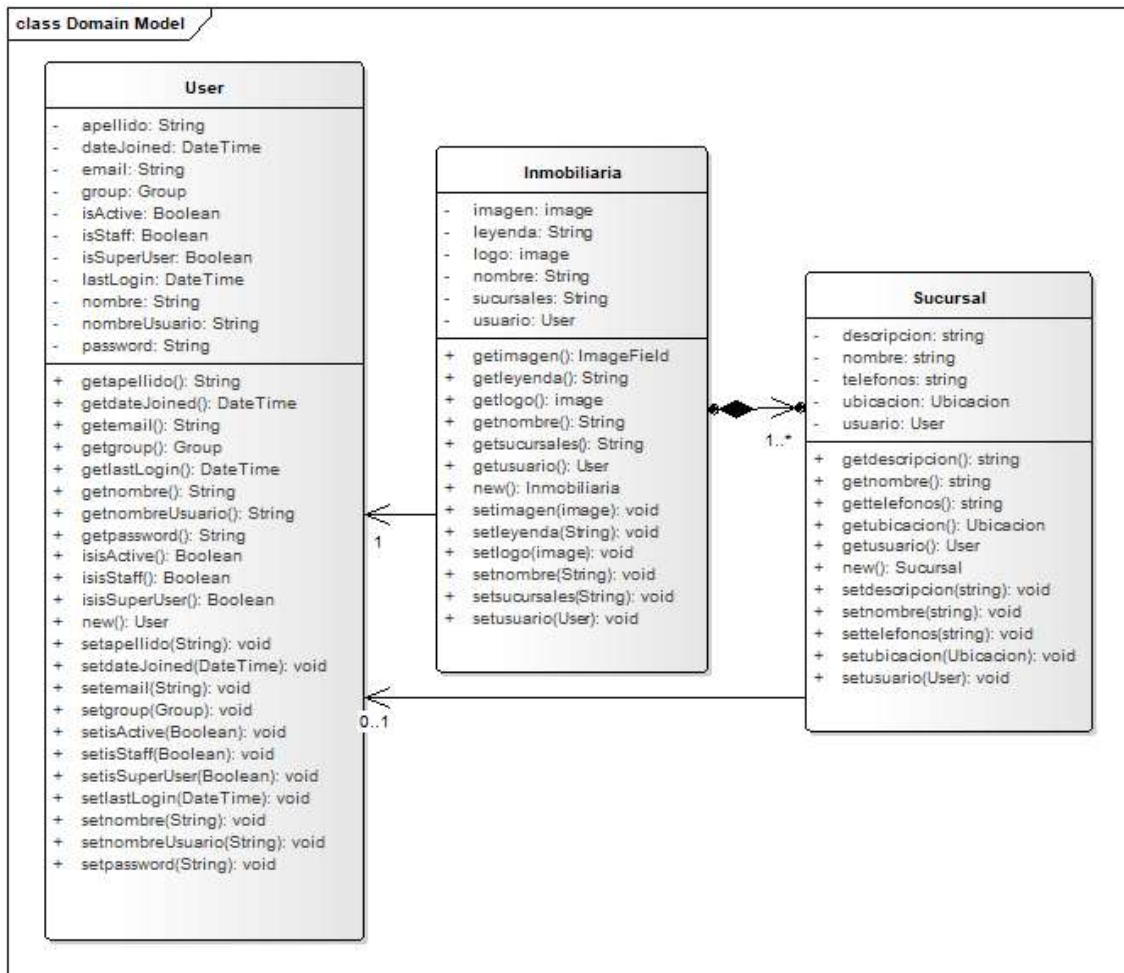 class Domain Model
User
- apellido: String
- dateJoined: DateTime
- email: String
- group: Group
- isActive: Boolean
- isStaff: Boolean
- isSuperUser: Boolean
- lastLogin: DateTime
- nombre: String
- nombreUsuario: String
- password: String
+ getapellido(): String
+ getdateJoined(): DateTime
+ getemail(): String
+ getgroup(): Group
+ getlastLogin(): DateTime
+ getnombre(): String
+ getnombreUsuario(): String
+ getpassword(): String
+ isisActive(): Boolean
+ isisStaff(): Boolean
+ isisSuperUser(): Boolean
+ new(): User
+ setapellido(String): void
+ setdateJoined(DateTime): void
+ setemail(String): void
+ setgroup(Group): void
+ setisActive(Boolean): void
+ setisStaff(Boolean): void
+ setisSuperUser(Boolean): void
+ setlastLogin(DateTime): void
+ setnombre(String): void
+ setnombreUsuario(String): void
+ setpassword(String): void
Inmobiliaria
- imagen: image
- leyenda: String
- logo: image
- nombre: String
- sucursales: String
- usuario: User
+ getimagen(): ImageField
+ getleyenda(): String
+ getlogo(): image
+ getnombre(): String
+ getsucursales(): String
+ getusuario(): User
+ new(): Inmobiliaria
+ setimagen(image): void
+ setleyenda(String): void
+ setlogo(image): void
+ setnombre(String): void
+ setsucursales(String): void
+ setusuario(User): void
Sucursal
- descripcion: string
- nombre: string
- telefonos: string
- ubicacion: Ubicacion
- usuario: User
+ getdescripcion(): string
+ getnombre(): string
+ gettelefonos(): string
+ getubicacion(): Ubicacion
+ getusuario(): User
+ new(): Sucursal
+ setdescripcion(string): void
+ setnombre(string): void
+ settelefonos(string): void
+ setubicacion(Ubicacion): void
+ setusuario(User): void
1..*
1
0..1